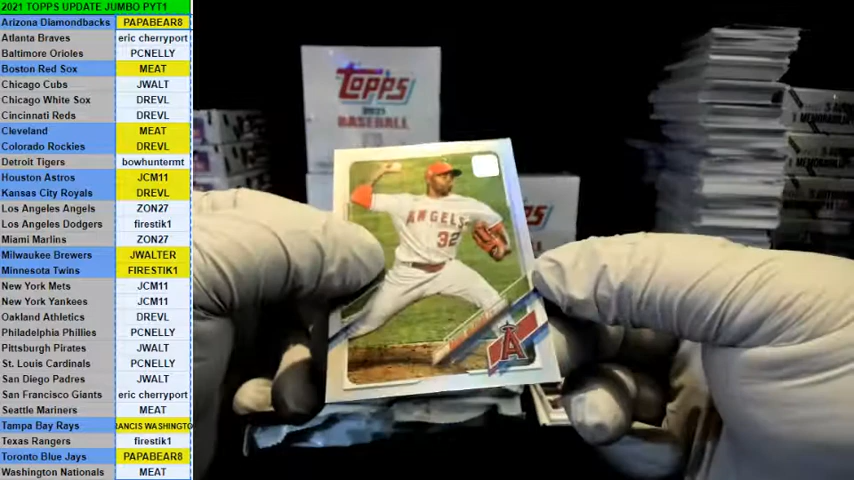 2021 TOPPS UPDATE JUMBO PYT1
Arizona Diamondbacks PAPABEAR8
Atlanta Braves eric cherryport
Baltimore Orioles PCNELLY
Boston Red Sox MEAT
Chicago Cubs JWALT
Chicago White Sox DREVL
Cincinnati Reds DREVL
Cleveland MEAT
Colorado Rockies DREVL
Detroit Tigers bowhuntermt
Houston Astros JCM11
Kansas City Royals DREVL
Los Angeles Angels ZON27
Los Angeles Dodgers firestik1
Miami Marlins ZON27
Milwaukee Brewers JWALTER
Minnesota Twins FIRESTIK1
New York Mets JCM11
New York Yankees JCM11
Oakland Athletics DREVL
Philadelphia Phillies PCNELLY
Pittsburgh Pirates JWALT
St. Louis Cardinals PCNELLY
San Diego Padres JWALT
San Francisco Giants eric cherryport
Seattle Mariners MEAT
Tampa Bay Rays RANCIS WASHINGTO
Texas Rangers firestik1
Toronto Blue Jays PAPABEAR8
Washington Nationals MEAT
Topps
2021
BASEBALL
ANGELS
32
A